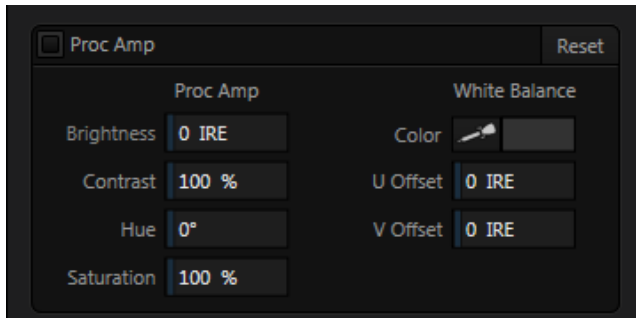 Proc Amp Reset
Proc Amp White Balance
Brightness 0 IRE Color
Contrast 100 % U Offset 0 IRE
Hue 0° V Offset 0 IRE
Saturation 100 %